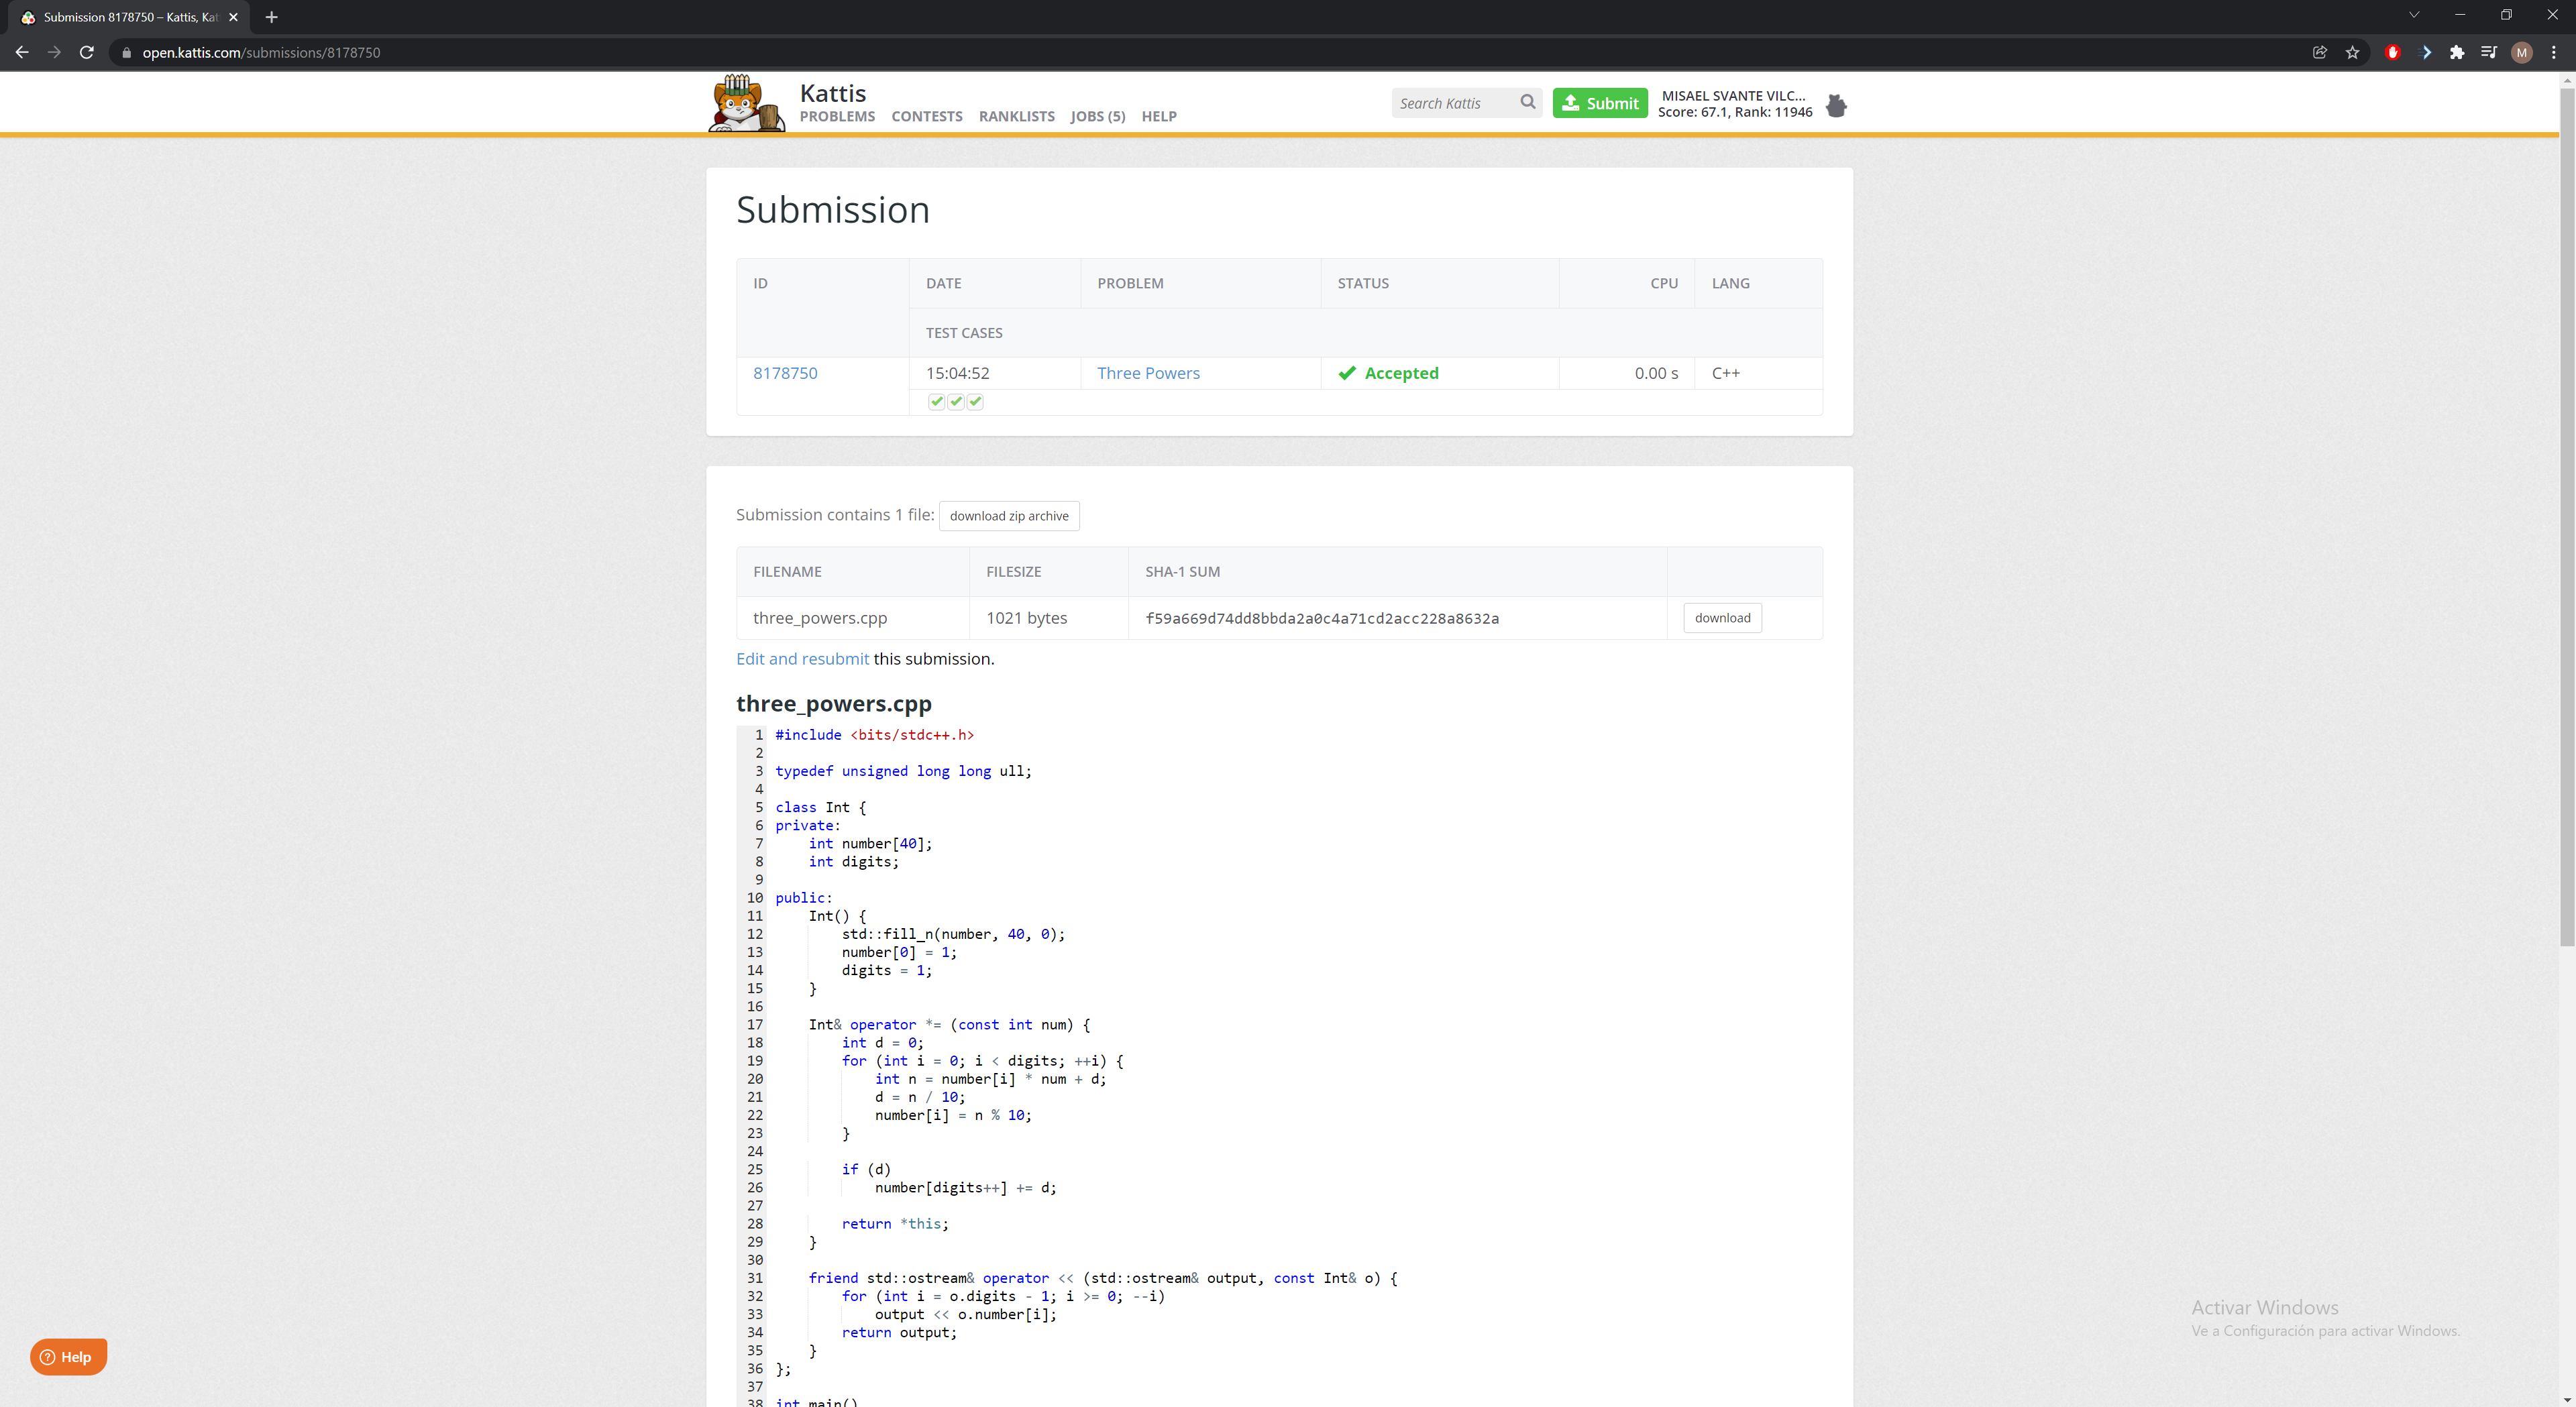 Submission 8178750 – Kattis, Kat
open.kattis.com/submissions/8178750
M
Kattis
PROBLEMS CONTESTS RANKLISTS JOBS (5) HELP
Search Kattis
Submit
MISAEL SVANTE VILC...
Score: 67.1, Rank: 11946
Submission
ID DATE PROBLEM STATUS CPU LANG
TEST CASES
8178750 15:04:52 Three Powers Accepted 0.00 s C++
Submission contains 1 file: download zip archive
FILENAME FILESIZE SHA-1 SUM
three_powers.cpp 1021 bytes f59a669d74dd8bbda2a0c4a71cd2acc228a8632a download
Edit and resubmit this submission.
three_powers.cpp
1 #include <bits/stdc++.h>
2
3 typedef unsigned long long ull;
4
5 class Int {
6 private:
7     int number[40];
8     int digits;
9
10 public:
11     Int() {
12         std::fill_n(number, 40, 0);
13         number[0] = 1;
14         digits = 1;
15     }
16
17     Int& operator *= (const int num) {
18         int d = 0;
19         for (int i = 0; i < digits; ++i) {
20             int n = number[i] * num + d;
21             d = n / 10;
22             number[i] = n % 10;
23         }
24
25         if (d)
26             number[digits++] += d;
27
28         return *this;
29     }
30
31     friend std::ostream& operator << (std::ostream& output, const Int& o) {
32         for (int i = o.digits - 1; i >= 0; --i)
33             output << o.number[i];
34         return output;
35     }
36 };
37
38 int main()
Help
Activar Windows
Ve a Configuración para activar Windows.